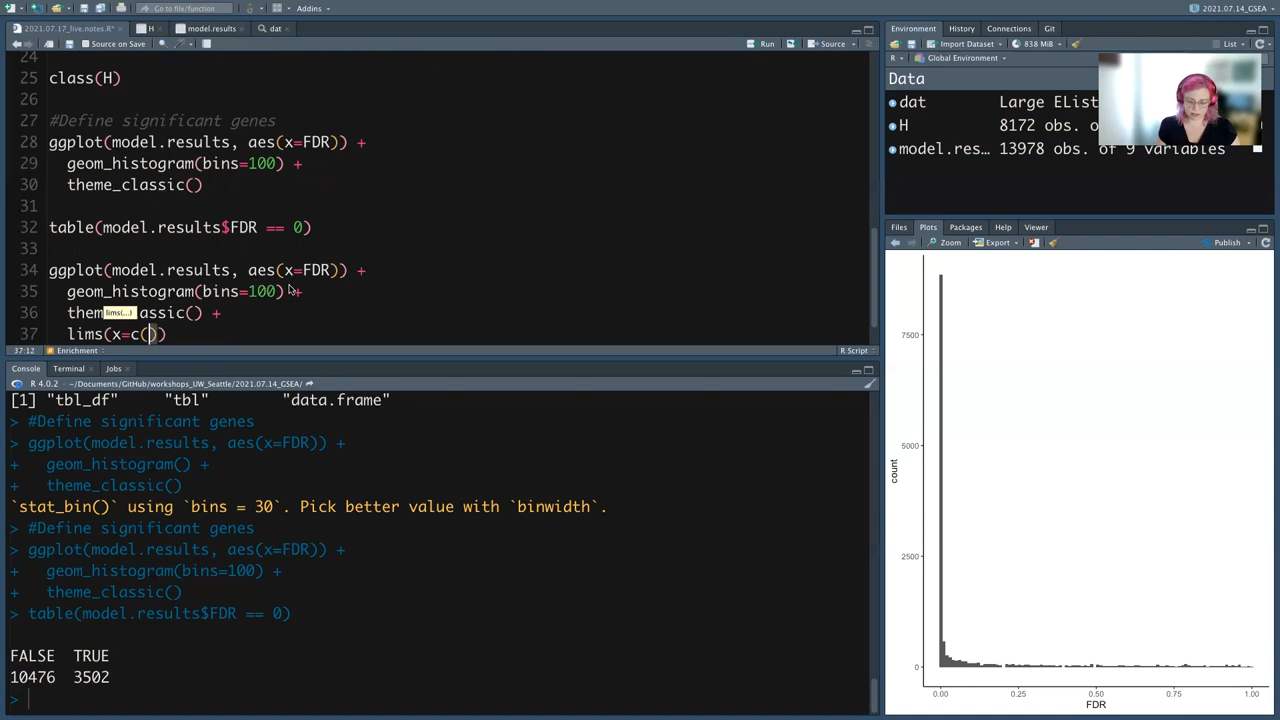 Go to file/function
Addins
2021.07.14_GSEA
2021.07.17_live.notes.R*
H
model.results
dat
Source on Save
Run
Source
24
25 class(H)
26
27 #Define significant genes
28 ggplot(model.results, aes(x=FDR)) +
29 geom_histogram(bins=100) +
30 theme_classic()
31
32 table(model.results$FDR == 0)
33
34 ggplot(model.results, aes(x=FDR)) +
35 geom_histogram(bins=100) +
36 them lims(...) assic() +
37 lims(x=c())
37:12 Enrichment R Script
Console Terminal Jobs
R 4.0.2 · ~/Documents/GitHub/workshops_UW_Seattle/2021.07.14_GSEA/
[1] "tbl_df" "tbl" "data.frame"
> #Define significant genes
> ggplot(model.results, aes(x=FDR)) +
+ geom_histogram() +
+ theme_classic()
`stat_bin()` using `bins = 30`. Pick better value with `binwidth`.
> #Define significant genes
> ggplot(model.results, aes(x=FDR)) +
+ geom_histogram(bins=100) +
+ theme_classic()
> table(model.results$FDR == 0)
FALSE TRUE
10476 3502
>
Environment History Connections Git
Import Dataset 838 MiB List
R Global Environment
Data
dat Large ELis
H 8172 obs. o
model.res… 13978 obs. of 9 variables
Files Plots Packages Help Viewer
Zoom Export Publish
7500
5000
2500
0
count
0.00 0.25 0.50 0.75 1.00
FDR